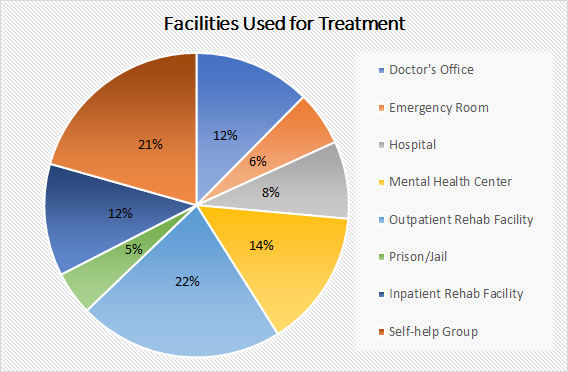 Facilities Used for Treatment
12%
6%
8%
14%
22%
5%
12%
21%
Doctor's Office
Emergency Room
Hospital
Mental Health Center
Outpatient Rehab Facility
Prison/Jail
Inpatient Rehab Facility
Self-help Group